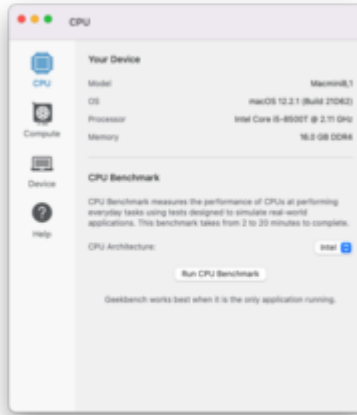 CPU
CPU
Compute
Device
Help
Your Device
Model Macmini8,1
OS macOS 12.2.1 (Build 21D62)
Processor Intel Core i5-8500T @ 2.11 GHz
Memory 16.0 GB DDR4
CPU Benchmark
CPU Benchmark measures the performance of CPUs at performing
everyday tasks using tests designed to simulate real-world
applications. This benchmark takes from 2 to 20 minutes to complete.
CPU Architecture: Intel
Run CPU Benchmark
Geekbench works best when it is the only application running.